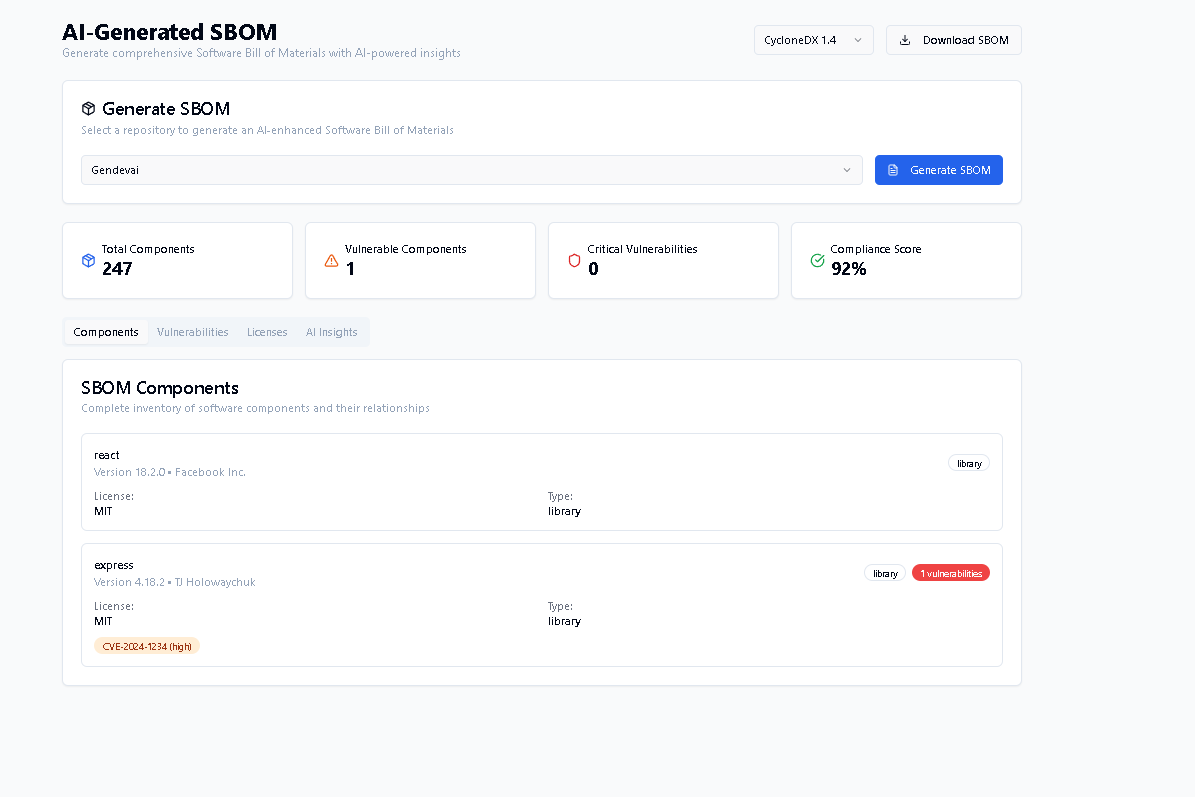 AI-Generated SBOM
Generate comprehensive Software Bill of Materials with AI-powered insights
CycloneDX 1.4
Download SBOM
Generate SBOM
Select a repository to generate an AI-enhanced Software Bill of Materials
Gendevai
Generate SBOM
Total Components
247
Vulnerable Components
1
Critical Vulnerabilities
0
Compliance Score
92%
Components
Vulnerabilities
Licenses
AI Insights
SBOM Components
Complete inventory of software components and their relationships
react
Version 18.2.0 • Facebook Inc.
library
License:
MIT
Type:
library
express
Version 4.18.2 • TJ Holowaychuk
library
1 vulnerabilities
License:
MIT
Type:
library
CVE-2024-1234 (high)